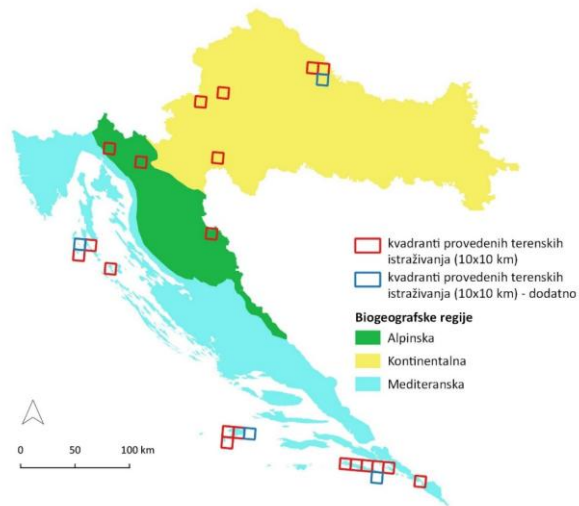 kvadranti provedenih terenskih
istraživanja (10x10 km)
kvadranti provedenih terenskih
istraživanja (10x10 km) - dodatno
Biogeografske regije
Alpinska
Kontinentalna
Mediteranska
0 50 100 km